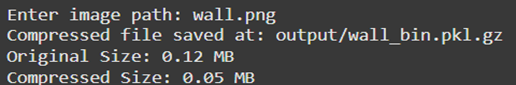 Enter image path: wall.png
Compressed file saved at: output/wall_bin.pkl.gz
Original Size: 0.12 MB
Compressed Size: 0.05 MB